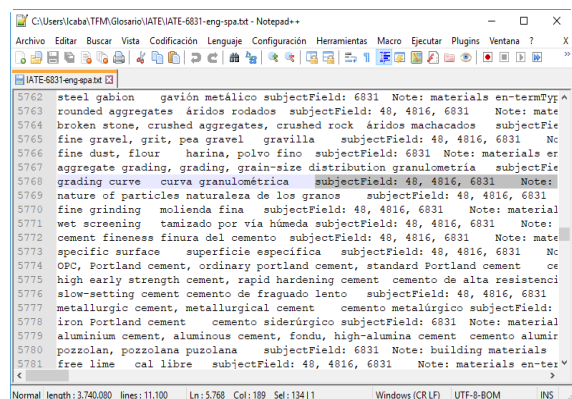 C:\Users\lcaba\TFM\Glosario\IATE\IATE-6831-eng-spa.txt - Notepad++
Archivo Editar Buscar Vista Codificación Lenguaje Configuración Herramientas Macro Ejecutar Plugins Ventana ? X
IATE-6831-eng-spa.txt
5762 steel gabion gavión metálico subjectField: 6831 Note: materials en-termTyp
5763 rounded aggregates áridos rodados subjectField: 48, 4816, 6831 Note: mate
5764 broken stone, crushed aggregates, crushed rock áridos machacados subjectFie
5765 fine gravel, grit, pea gravel gravilla subjectField: 48, 4816, 6831 No
5766 fine dust, flour harina, polvo fino subjectField: 6831 Note: materials en
5767 aggregate grading, grading, grain-size distribution granulometría subjectFie
5768 grading curve curva granulométrica subjectField: 48, 4816, 6831 Note:
5769 nature of particles naturaleza de los granos subjectField: 48, 4816, 6831
5770 fine grinding molienda fina subjectField: 48, 4816, 6831 Note: material
5771 wet screening tamizado por vía húmeda subjectField: 48, 4816, 6831 Note:
5772 cement fineness finura del cemento subjectField: 48, 4816, 6831 Note: mate
5773 specific surface superficie específica subjectField: 48, 4816, 6831 No
5774 OPC, Portland cement, ordinary portland cement, standard Portland cement ce
5775 high early strength cement, rapid hardening cement cemento de alta resistenci
5776 slow-setting cement cemento de fraguado lento subjectField: 48, 4816, 6831
5777 metallurgic cement, metallurgical cement cemento metalúrgico subjectField:
5778 iron Portland cement cemento siderúrgico subjectField: 6831 Note: material
5779 aluminium cement, aluminous cement, fondu, high-alumina cement cemento alumin
5780 pozzolan, pozzolana puzolana subjectField: 6831 Note: building materials
5781 free lime cal libre subjectField: 48, 4816, 6831 Note: materials en-ter
Normal length : 3.740.080 lines : 11.100 Ln : 5.768 Col : 189 Sel : 134 | 1 Windows (CR LF) UTF-8-BOM INS